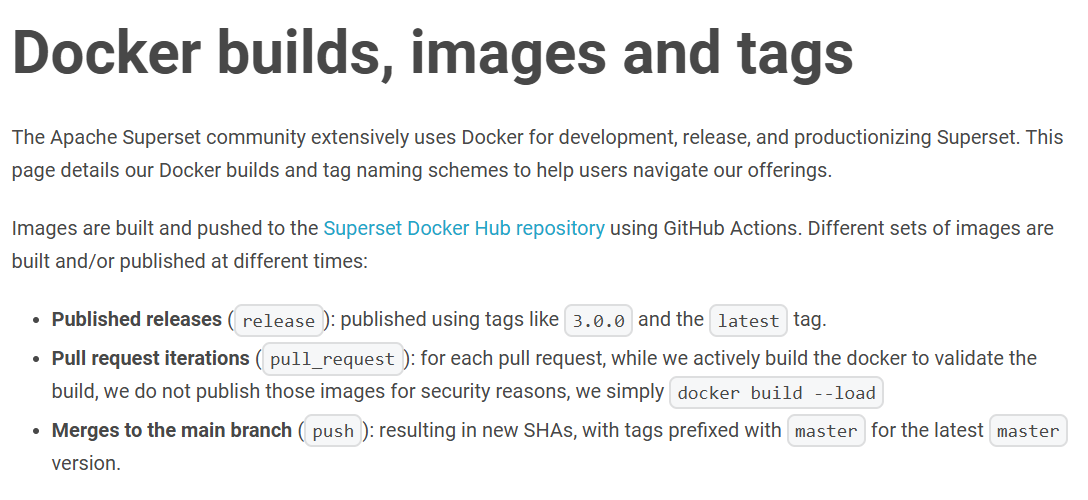 Docker builds, images and tags
The Apache Superset community extensively uses Docker for development, release, and productionizing Superset. This
page details our Docker builds and tag naming schemes to help users navigate our offerings.
Images are built and pushed to the Superset Docker Hub repository using GitHub Actions. Different sets of images are
built and/or published at different times:
• Published releases (release): published using tags like 3.0.0 and the latest tag.
• Pull request iterations (pull_request): for each pull request, while we actively build the docker to validate the
build, we do not publish those images for security reasons, we simply docker build --load
• Merges to the main branch (push): resulting in new SHAs, with tags prefixed with master for the latest master
version.